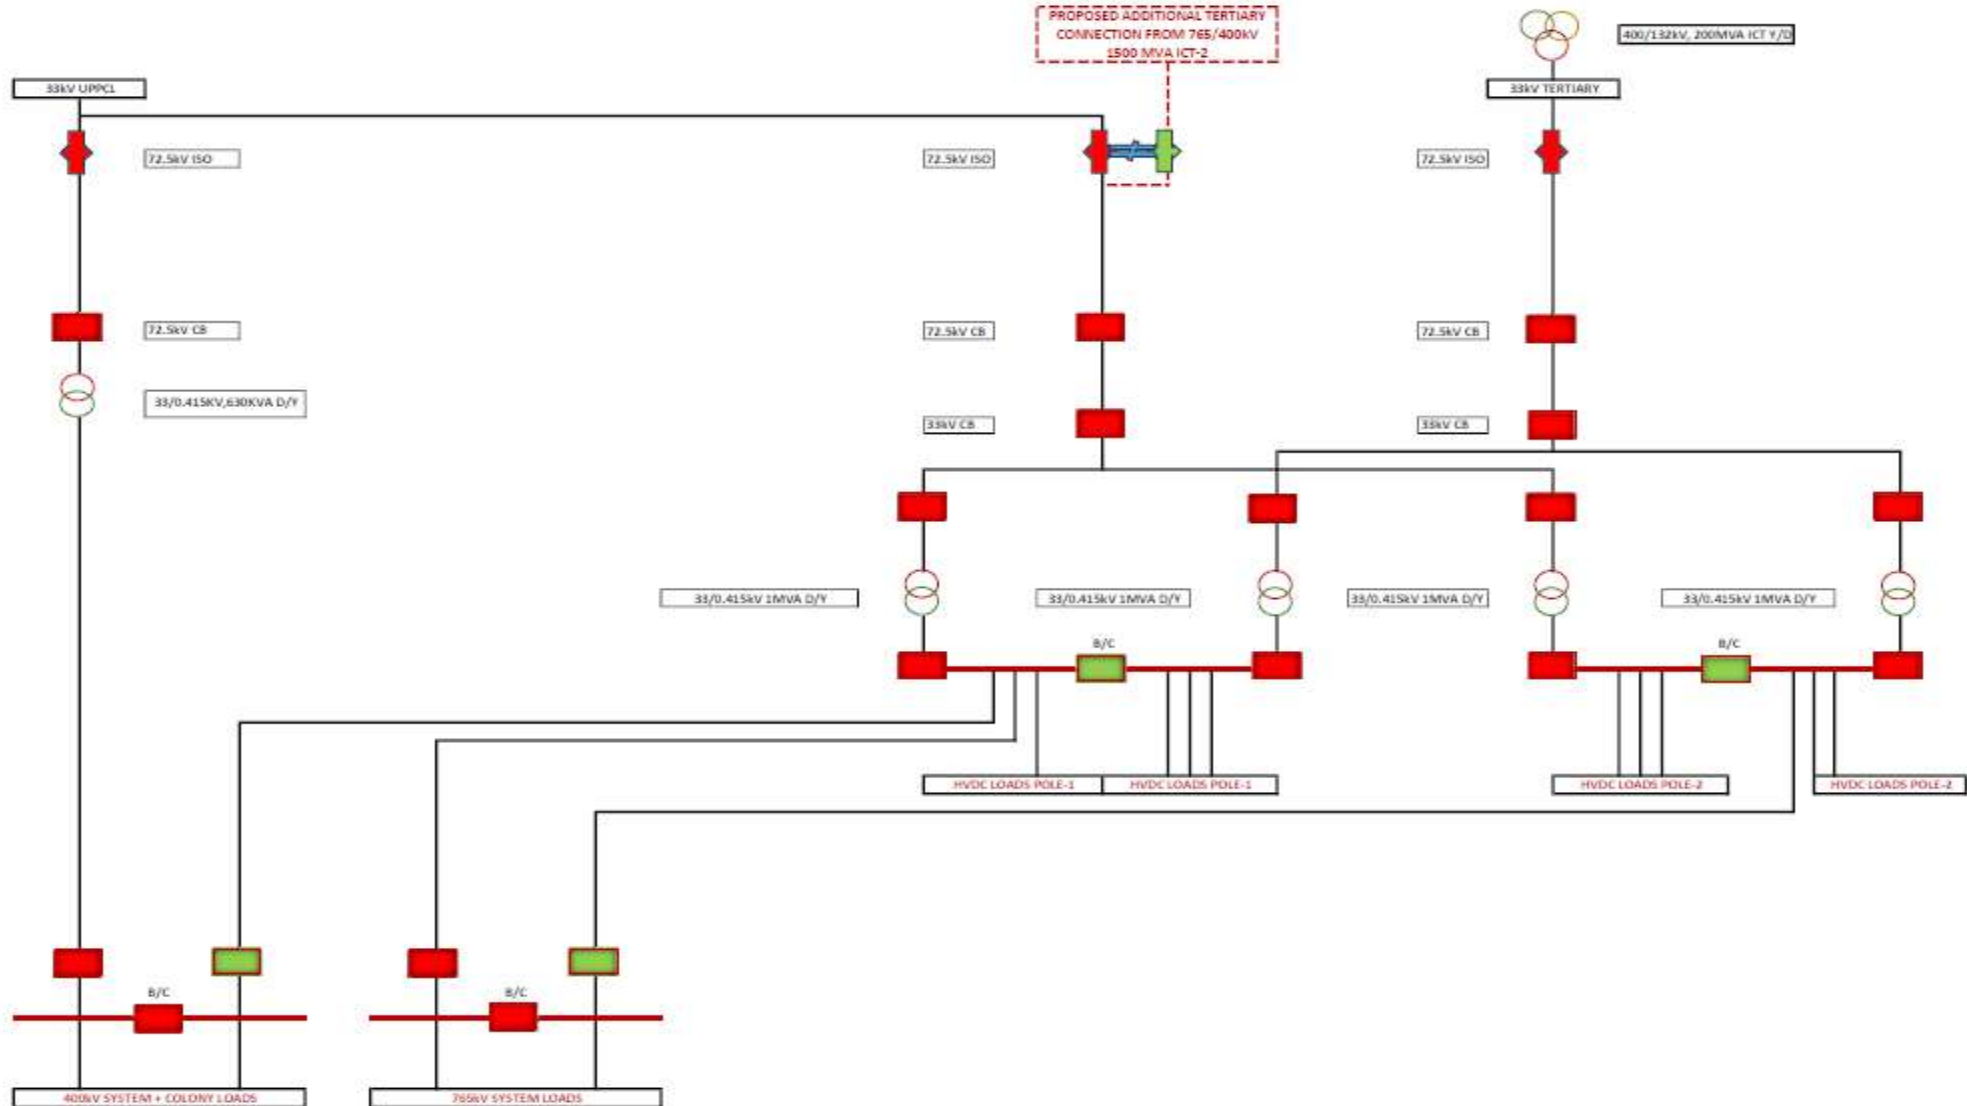 PROPOSED ADDITIONAL TERTIARY
CONNECTION FROM 765/400kV
1500 MVA ICT-2
400/132kV, 200MVA ICT Y/D
33kV UPPCL
33kV TERTIARY
72.5kV ISO
72.5kV ISO
72.5kV ISO
72.5kV CB
72.5kV CB
72.5kV CB
33/0.415KV,630KVA D/Y
33kV CB
33kV CB
33/0.415kV 1MVA D/Y
33/0.415kV 1MVA D/Y
33/0.415kV 1MVA D/Y
33/0.415kV 1MVA D/Y
B/C
B/C
HVDC LOADS POLE-1
HVDC LOADS POLE-1
HVDC LOADS POLE-2
HVDC LOADS POLE-2
B/C
B/C
400kV SYSTEM + COLONY LOADS
765kV SYSTEM LOADS